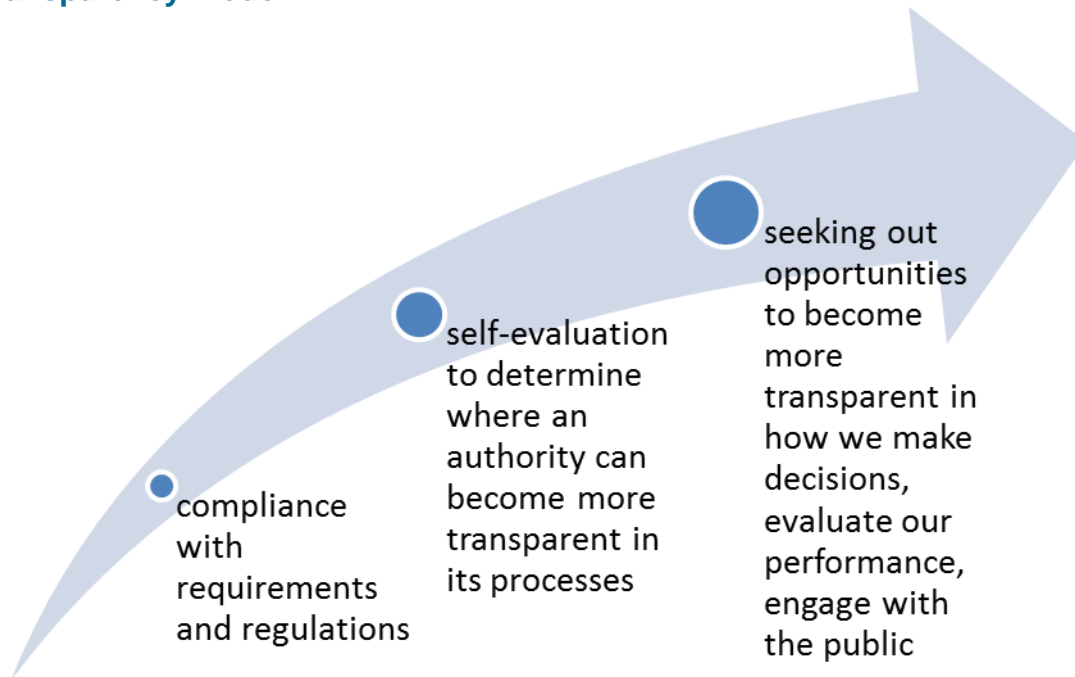 compliance
with
requirements
and regulations
self-evaluation
to determine
where an
authority can
become more
transparent in
its processes
seeking out
opportunities
to become
more
transparent in
how we make
decisions,
evaluate our
performance,
engage with
the public